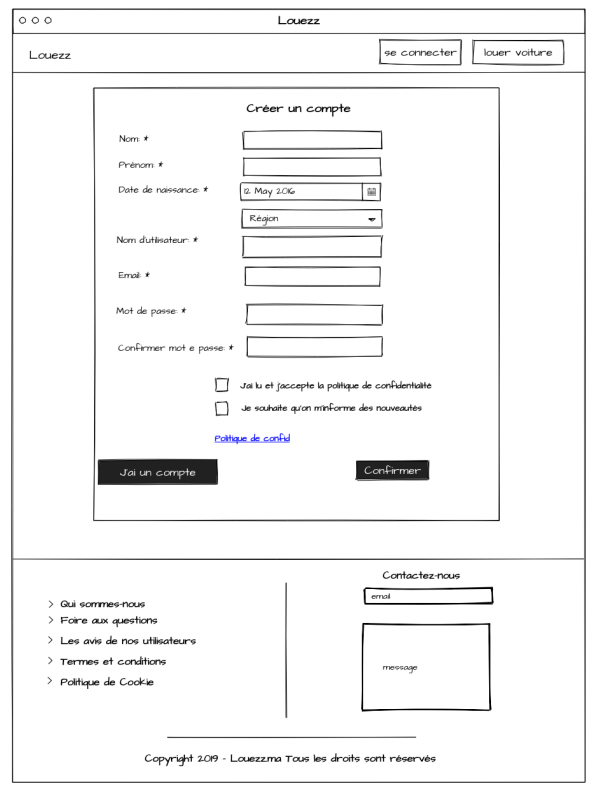 Louezz
Louezz
se connecter
louer voiture
Créer un compte
Nom: *
Prénom: *
Date de naissance: *
12 May 2016
Région
Nom d'utilisateur: *
Email: *
Mot de passe: *
Confirmer mot e passe: *
J'ai lu et j'accepte la politique de confidentialité
Je souhaite qu'on m'informe des nouveautés
Politique de confid
J'ai un compte
Confirmer
Contactez-nous
email
message
> Qui sommes-nous
> Foire aux questions
> Les avis de nos utilisateurs
> Termes et conditions
> Politique de Cookie
Copyright 2019 - Louezz.ma Tous les droits sont réservés